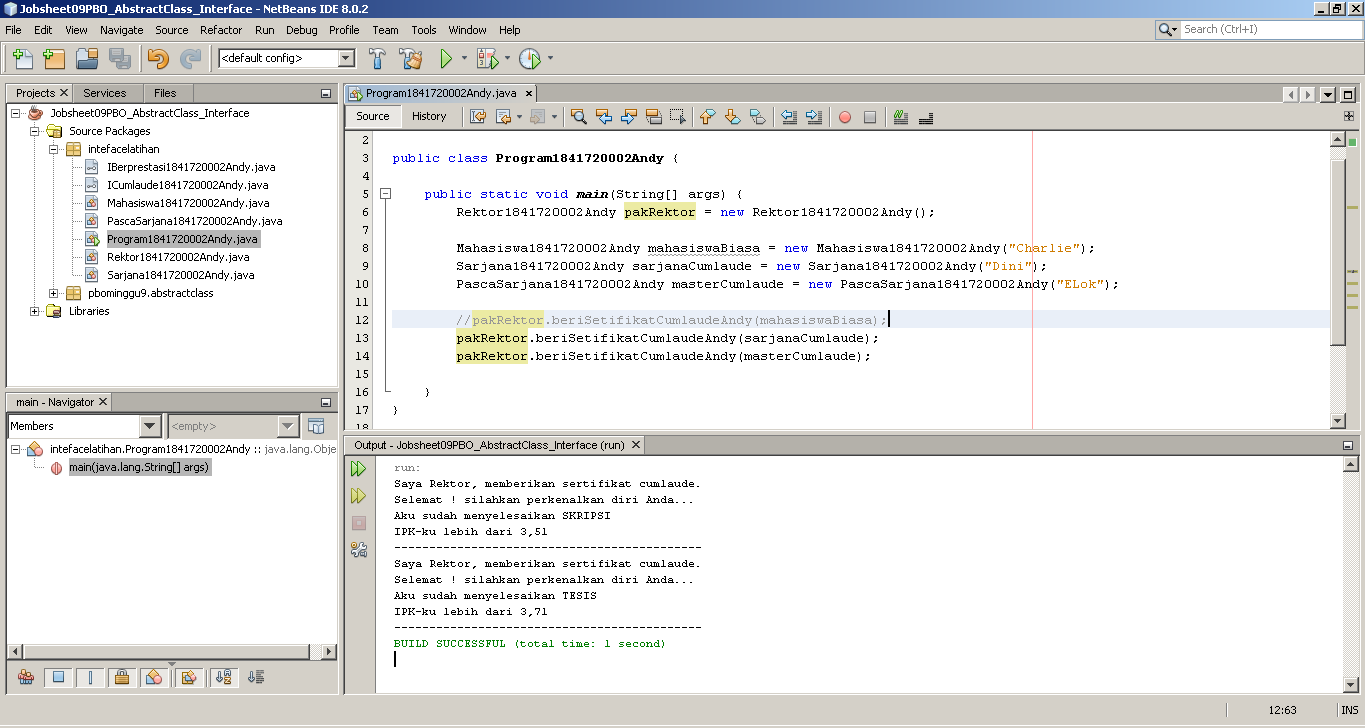 Jobsheet09PBO_AbstractClass_Interface - NetBeans IDE 8.0.2
File Edit View Navigate Source Refactor Run Debug Profile Team Tools Window Help
Search (Ctrl+I)
<default config>
Projects Services Files
Jobsheet09PBO_AbstractClass_Interface
Source Packages
intefacelatihan
IBerprestasi1841720002Andy.java
ICumlaude1841720002Andy.java
Mahasiswa1841720002Andy.java
PascaSarjana1841720002Andy.java
Program1841720002Andy.java
Rektor1841720002Andy.java
Sarjana1841720002Andy.java
pbominggu9.abstractclass
Libraries
main - Navigator
Members
<empty>
intefacelatihan.Program1841720002Andy :: java.lang.Obje
main(java.lang.String[] args)
Program1841720002Andy.java
Source History
2
3 public class Program1841720002Andy {
4
5 public static void main(String[] args) {
6 Rektor1841720002Andy pakRektor = new Rektor1841720002Andy();
7
8 Mahasiswa1841720002Andy mahasiswaBiasa = new Mahasiswa1841720002Andy("Charlie");
9 Sarjana1841720002Andy sarjanaCumlaude = new Sarjana1841720002Andy("Dini");
10 PascaSarjana1841720002Andy masterCumlaude = new PascaSarjana1841720002Andy("ELok");
11
12 //pakRektor.beriSetifikatCumlaudeAndy(mahasiswaBiasa);
13 pakRektor.beriSetifikatCumlaudeAndy(sarjanaCumlaude);
14 pakRektor.beriSetifikatCumlaudeAndy(masterCumlaude);
15
16 }
17 }
18
Output - Jobsheet09PBO_AbstractClass_Interface (run)
run:
Saya Rektor, memberikan sertifikat cumlaude.
Selemat ! silahkan perkenalkan diri Anda...
Aku sudah menyelesaikan SKRIPSI
IPK-ku lebih dari 3,51
--------------------------------------------
Saya Rektor, memberikan sertifikat cumlaude.
Selemat ! silahkan perkenalkan diri Anda...
Aku sudah menyelesaikan TESIS
IPK-ku lebih dari 3,71
--------------------------------------------
BUILD SUCCESSFUL (total time: 1 second)
12:63 INS